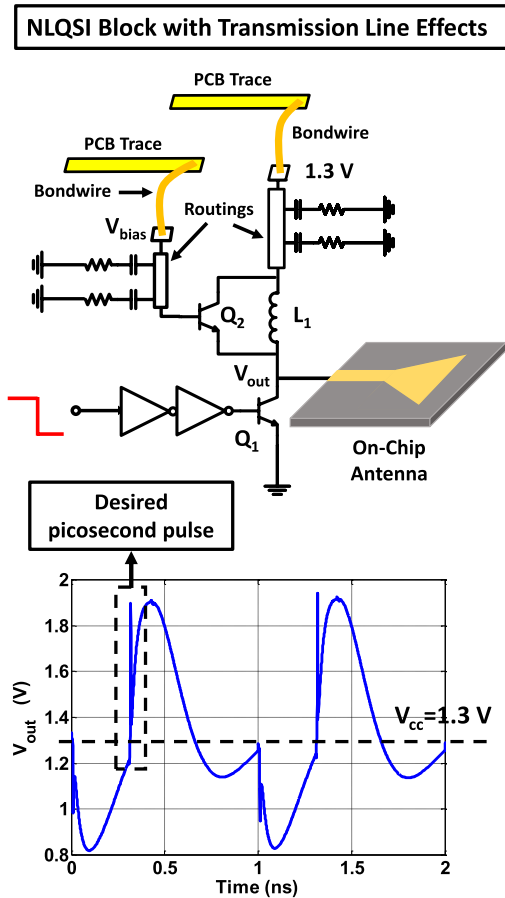 NLQSI Block with Transmission Line Effects
PCB Trace
Bondwire
PCB Trace
1.3 V
Bondwire
Routings
Vbias
Q2
L1
Vout
Q1
On-Chip
Antenna
Desired
picosecond pulse
2
1.8
1.6
1.4
1.2
1
0.8
Vout (V)
Vcc=1.3 V
0
0.5
1
1.5
2
Time (ns)